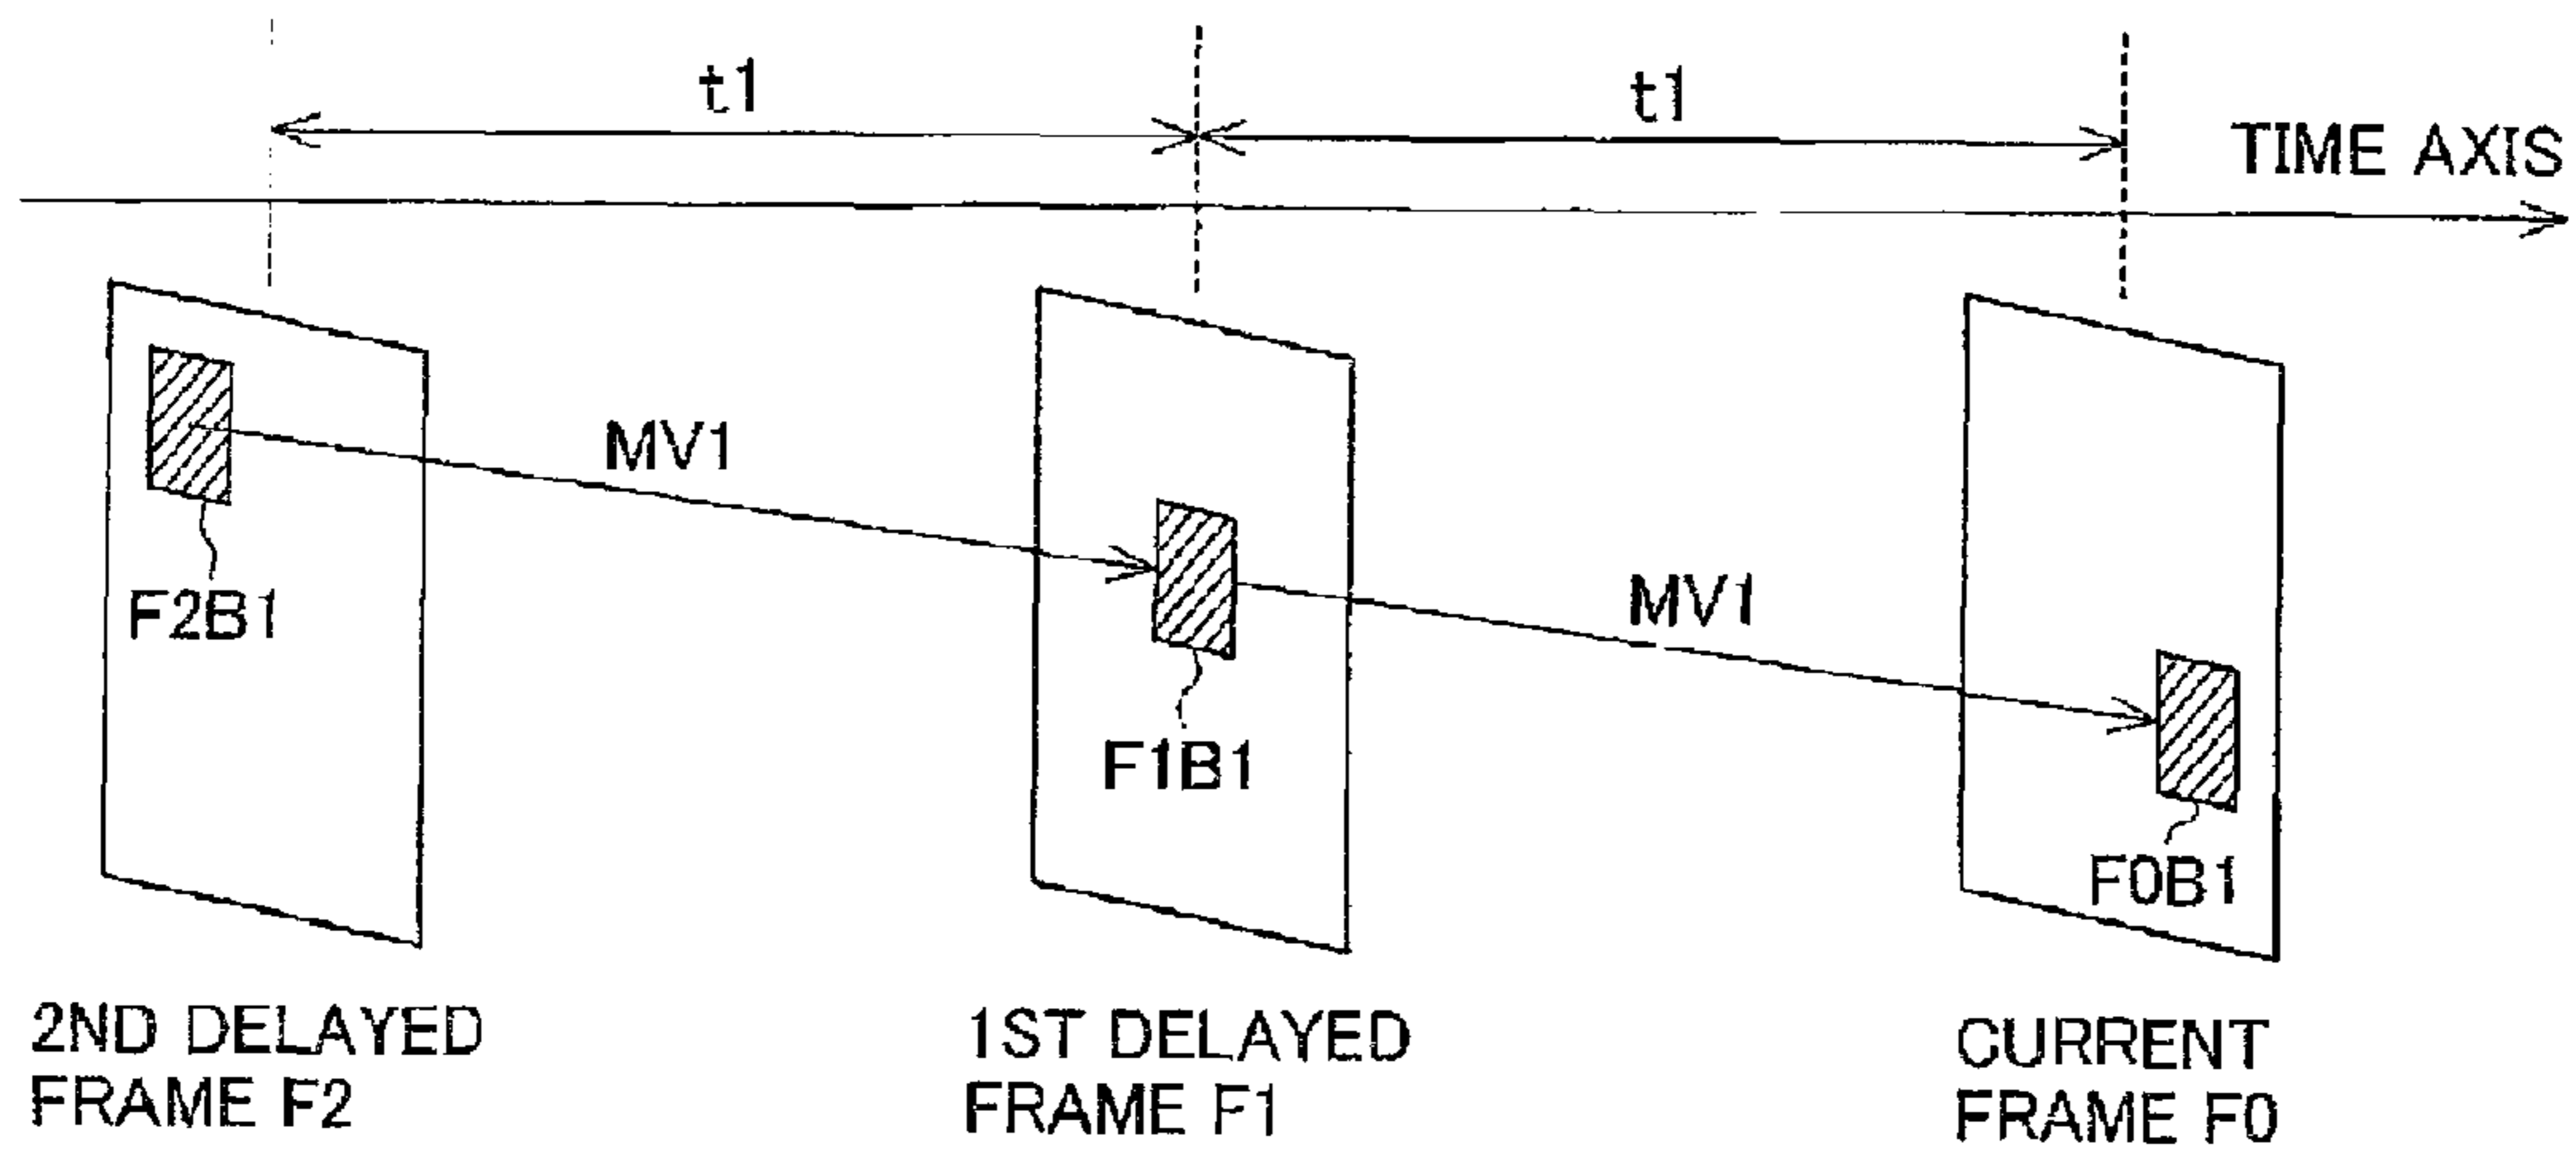 t1
t1
TIME AXIS
MV1
MV1
F2B1
F1B1
F0B1
2ND DELAYED
FRAME F2
1ST DELAYED
FRAME F1
CURRENT
FRAME F0